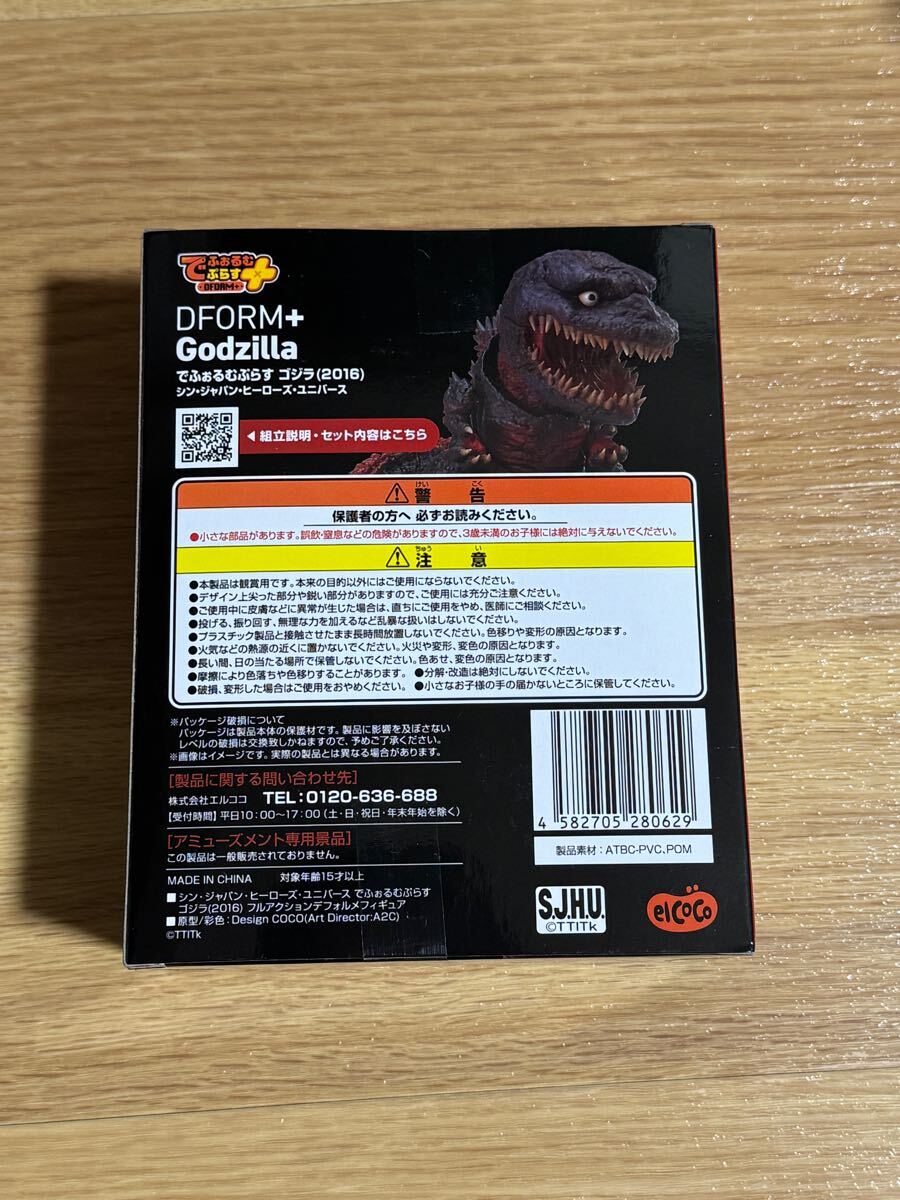 でふぉるむ
ぷらす
DFORM+
DFORM+
Godzilla
でふぉるむぷらす ゴジラ(2016)
シン・ジャパン・ヒーローズ・ユニバース
◀組立説明・セット内容はこちら
けい こく
⚠警 告
保護者の方へ 必ずお読みください。
●小さな部品があります。誤飲・窒息などの危険がありますので、3歳未満のお子様には絶対に与えないでください。
ちゅう い
⚠注 意
●本製品は観賞用です。本来の目的以外にはご使用にならないでください。
●デザイン上尖った部分や鋭い部分がありますので、ご使用には充分ご注意ください。
●ご使用中に皮膚などに異常が生じた場合は、直ちにご使用をやめ、医師にご相談ください。
●投げる、振り回す、無理な力を加えるなど乱暴な扱いはしないでください。
●プラスチック製品と接触させたまま長時間放置しないでください。色移りや変形の原因となります。
●火気などの熱源の近くに置かないでください。火災や変形、変色の原因となります。
●長い間、日の当たる場所で保管しないでください。色あせ、変色の原因となります。
●摩擦により色落ちや色移りすることがあります。 ●分解・改造は絶対にしないでください。
●破損、変形した場合はご使用をおやめください。 ●小さなお子様の手の届かないところに保管してください。
※パッケージ破損について
パッケージは製品本体の保護材です。製品に影響を及ぼさない
レベルの破損は交換致しかねますので、予めご了承ください。
※画像はイメージです。実際の製品とは異なる場合があります。
[製品に関する問い合わせ先]
株式会社エルココ TEL:0120-636-688
【受付時間】平日10:00〜17:00(土・日・祝日・年末年始を除く)
[アミューズメント専用景品]
この製品は一般販売されておりません。
MADE IN CHINA 対象年齢15才以上
■シン・ジャパン・ヒーローズ・ユニバース でふぉるむぷらす
ゴジラ(2016) フルアクションデフォルメフィギュア
■原型/彩色:Design COCO(Art Director:A2C)
©TTITk
4 582705 280629
製品素材:ATBC-PVC,POM
S.J.H.U.
©TTITk
elcoco